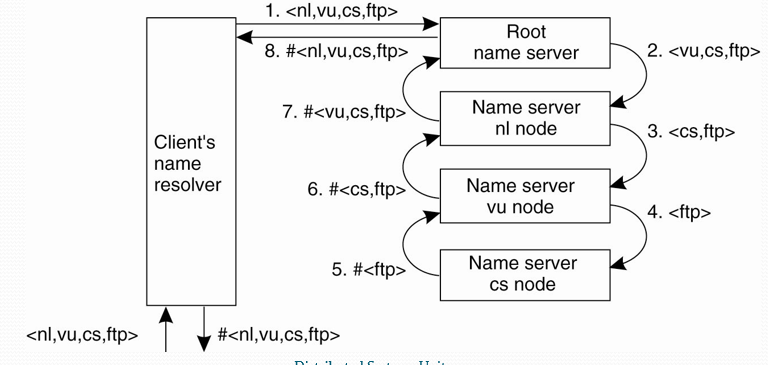 1. <nl,vu,cs,ftp>
Root
name server
2. <vu,cs,ftp>
8. #<nl,vu,cs,ftp>
7. #<vu,cs,ftp>
Name server
nl node
3. <cs,ftp>
Client's
name
resolver
6. #<cs,ftp>
Name server
vu node
4. <ftp>
5. #<ftp>
Name server
cs node
<nl,vu,cs,ftp>
#<nl,vu,cs,ftp>